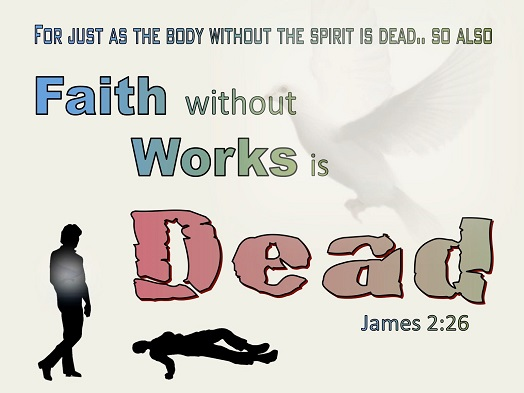 FOR JUST AS THE BODY WITHOUT THE SPIRIT IS DEAD.. SO ALSO
Faith without
Works is
Dead
James 2:26